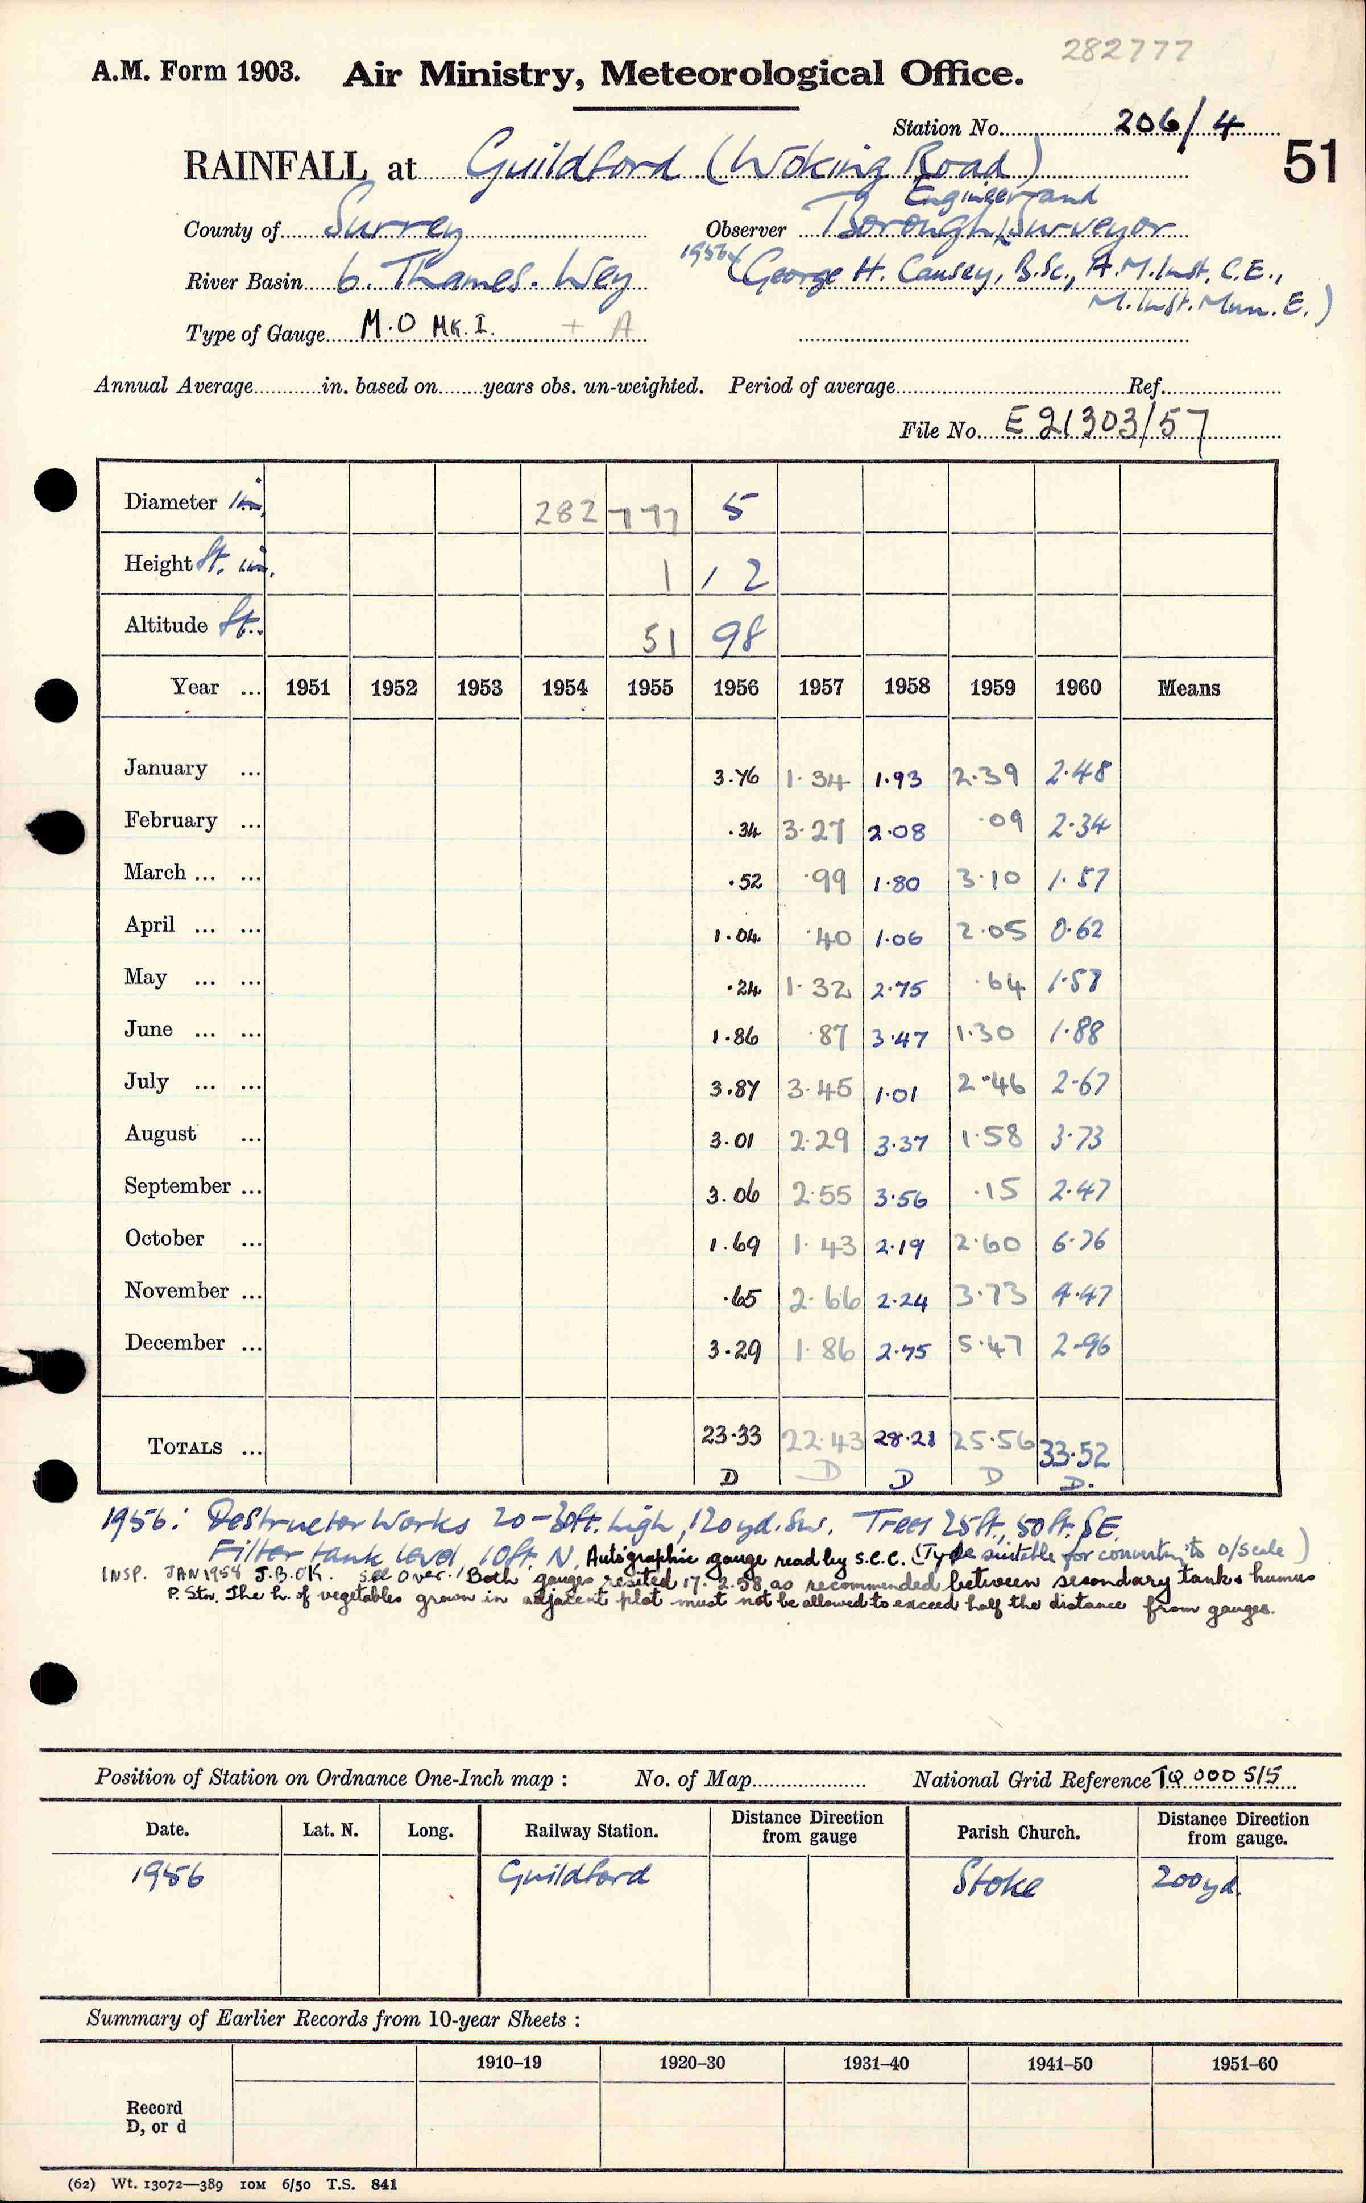 282777
A.M. Form 1903. Air Ministry, Meteorological Office.
Station No. 206/4
51
RAINFALL at Guildford (Woking Road)
Engineer and
County of Surrey Observer Borough Surveyor
River Basin 6. Thames. Wey 1956 (George H. Causey, B.Sc., A.M.Inst.C.E.,
M.Inst.Mun.E.)
Type of Gauge M.O Mk.I. + A
Annual Average in. based on years obs. un-weighted. Period of average Ref.
File No. E 21303/57
Diameter in. 282 777 5
Height ft. in. 1 1 2
Altitude ft. 51 98
Year ... 1951 1952 1953 1954 1955 1956 1957 1958 1959 1960 Means
January ... 3.76 1.34 1.93 2.39 2.48
February ... .34 3.27 2.08 .09 2.34
March ... ... .52 .99 1.80 3.10 1.57
April ... ... 1.04 .40 1.06 2.05 0.62
May ... ... .24 1.32 2.75 .64 1.57
June ... ... 1.86 .87 3.47 1.30 1.88
July ... ... 3.87 3.45 1.01 2.46 2.67
August ... 3.01 2.29 3.37 1.58 3.73
September ... 3.06 2.55 3.56 .15 2.47
October ... 1.69 1.43 2.19 2.60 6.76
November ... .65 2.66 2.24 3.73 4.47
December ... 3.29 1.86 2.75 5.47 2.96
TOTALS ... 23.33 22.43 28.21 25.56 33.52
D D D D D.
1956: Destructor Works 20-30ft. high, 120yd. SW. Trees 25ft., 50ft. SE.
Filter tank level, 10ft. N. Autographic gauge read by S.C.C. (Type suitable for converting to o/scale)
INSP. JAN 1958 J.B. OK. See Over. Both gauges resited 17.2.58 as recommended between secondary tank & humus
P. Stn. The h. of vegetables grown in adjacent plot must not be allowed to exceed half the distance from gauges.
Position of Station on Ordnance One-Inch map : No. of Map National Grid Reference TQ 000 515
Date. Lat. N. Long. Railway Station. Distance Direction from gauge Parish Church. Distance Direction from gauge.
1956 Guildford Stoke 200yd.
Summary of Earlier Records from 10-year Sheets :
1910–19 1920–30 1931–40 1941–50 1951–60
Record
D, or d
(62) Wt. 13072—389 10M 6/50 T.S. 841